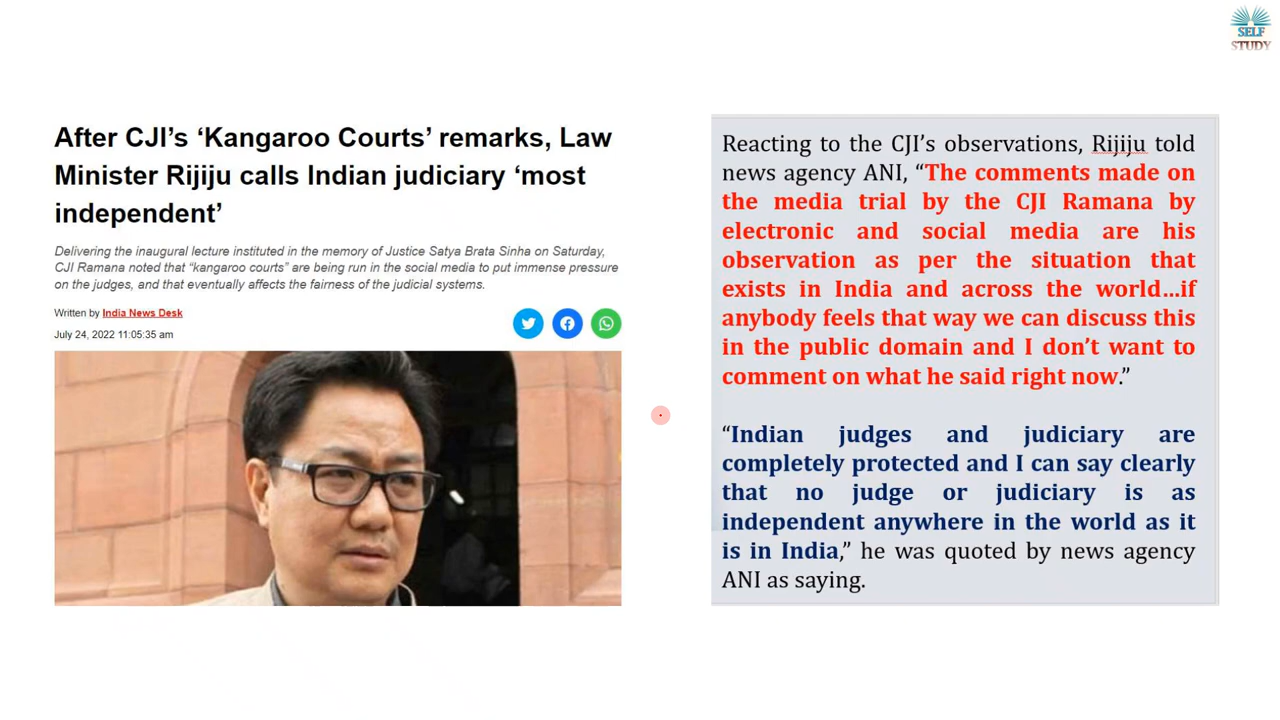 SELF
STUDY
After CJI's 'Kangaroo Courts' remarks, Law
Minister Rijiju calls Indian judiciary 'most
independent'
Delivering the inaugural lecture instituted in the memory of Justice Satya Brata Sinha on Saturday,
CJI Ramana noted that “kangaroo courts” are being run in the social media to put immense pressure
on the judges, and that eventually affects the fairness of the judicial systems.
Written by India News Desk
July 24, 2022 11:05:35 am
Reacting to the CJI's observations, Rijiju told
news agency ANI, “The comments made on
the media trial by the CJI Ramana by
electronic and social media are his
observation as per the situation that
exists in India and across the world…if
anybody feels that way we can discuss this
in the public domain and I don't want to
comment on what he said right now.”
“Indian judges and judiciary are
completely protected and I can say clearly
that no judge or judiciary is as
independent anywhere in the world as it
is in India,” he was quoted by news agency
ANI as saying.